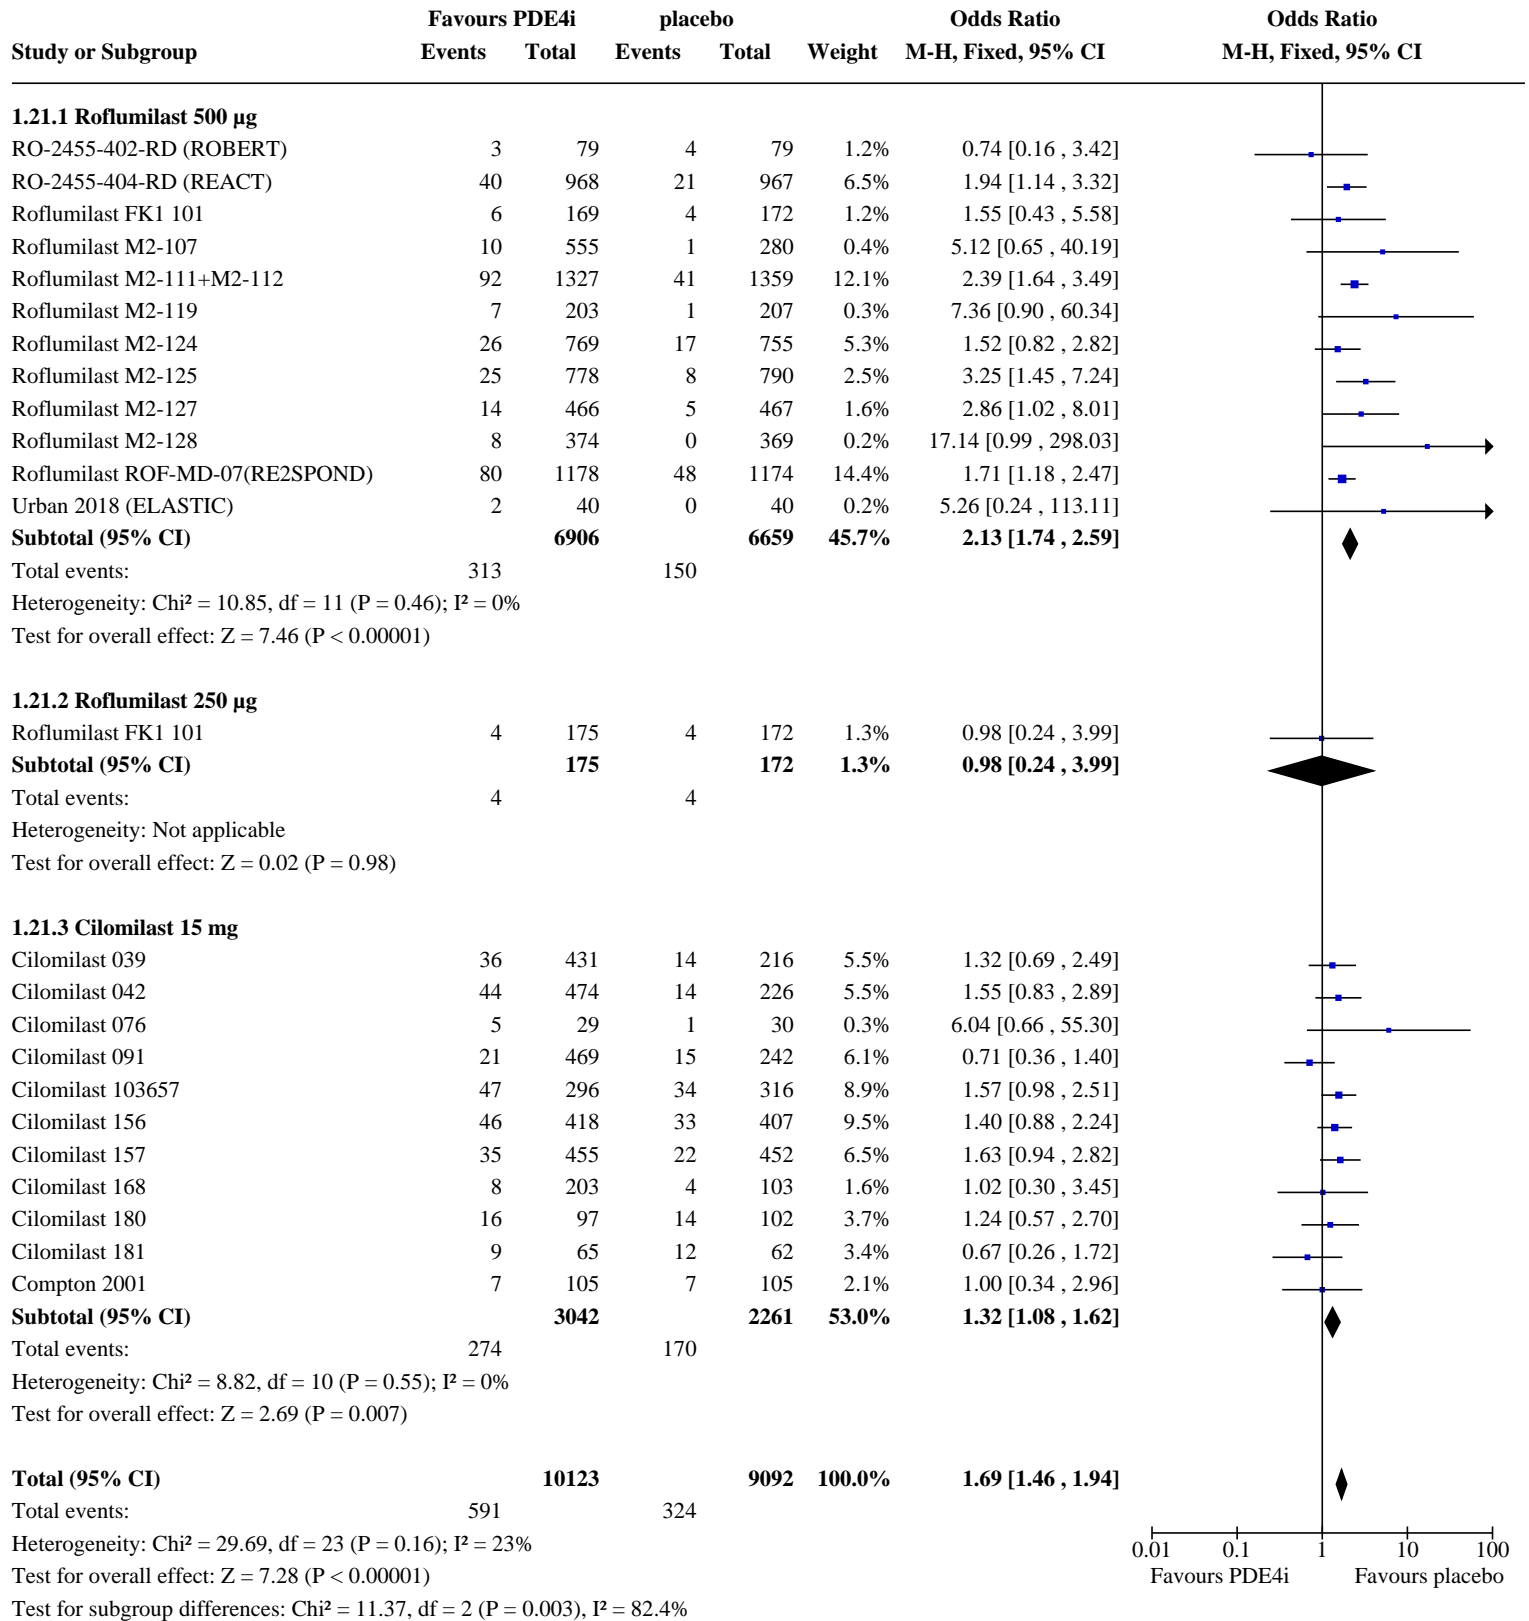 Favours PDE4i placebo Odds Ratio Odds Ratio
Study or Subgroup Events Total Events Total Weight M-H, Fixed, 95% CI M-H, Fixed, 95% CI
1.21.1 Roflumilast 500 µg
RO-2455-402-RD (ROBERT) 3 79 4 79 1.2% 0.74 [0.16 , 3.42]
RO-2455-404-RD (REACT) 40 968 21 967 6.5% 1.94 [1.14 , 3.32]
Roflumilast FK1 101 6 169 4 172 1.2% 1.55 [0.43 , 5.58]
Roflumilast M2-107 10 555 1 280 0.4% 5.12 [0.65 , 40.19]
Roflumilast M2-111+M2-112 92 1327 41 1359 12.1% 2.39 [1.64 , 3.49]
Roflumilast M2-119 7 203 1 207 0.3% 7.36 [0.90 , 60.34]
Roflumilast M2-124 26 769 17 755 5.3% 1.52 [0.82 , 2.82]
Roflumilast M2-125 25 778 8 790 2.5% 3.25 [1.45 , 7.24]
Roflumilast M2-127 14 466 5 467 1.6% 2.86 [1.02 , 8.01]
Roflumilast M2-128 8 374 0 369 0.2% 17.14 [0.99 , 298.03]
Roflumilast ROF-MD-07(RE2SPOND) 80 1178 48 1174 14.4% 1.71 [1.18 , 2.47]
Urban 2018 (ELASTIC) 2 40 0 40 0.2% 5.26 [0.24 , 113.11]
Subtotal (95% CI) 6906 6659 45.7% 2.13 [1.74 , 2.59]
Total events: 313 150
Heterogeneity: Chi² = 10.85, df = 11 (P = 0.46); I² = 0%
Test for overall effect: Z = 7.46 (P < 0.00001)
1.21.2 Roflumilast 250 µg
Roflumilast FK1 101 4 175 4 172 1.3% 0.98 [0.24 , 3.99]
Subtotal (95% CI) 175 172 1.3% 0.98 [0.24 , 3.99]
Total events: 4 4
Heterogeneity: Not applicable
Test for overall effect: Z = 0.02 (P = 0.98)
1.21.3 Cilomilast 15 mg
Cilomilast 039 36 431 14 216 5.5% 1.32 [0.69 , 2.49]
Cilomilast 042 44 474 14 226 5.5% 1.55 [0.83 , 2.89]
Cilomilast 076 5 29 1 30 0.3% 6.04 [0.66 , 55.30]
Cilomilast 091 21 469 15 242 6.1% 0.71 [0.36 , 1.40]
Cilomilast 103657 47 296 34 316 8.9% 1.57 [0.98 , 2.51]
Cilomilast 156 46 418 33 407 9.5% 1.40 [0.88 , 2.24]
Cilomilast 157 35 455 22 452 6.5% 1.63 [0.94 , 2.82]
Cilomilast 168 8 203 4 103 1.6% 1.02 [0.30 , 3.45]
Cilomilast 180 16 97 14 102 3.7% 1.24 [0.57 , 2.70]
Cilomilast 181 9 65 12 62 3.4% 0.67 [0.26 , 1.72]
Compton 2001 7 105 7 105 2.1% 1.00 [0.34 , 2.96]
Subtotal (95% CI) 3042 2261 53.0% 1.32 [1.08 , 1.62]
Total events: 274 170
Heterogeneity: Chi² = 8.82, df = 10 (P = 0.55); I² = 0%
Test for overall effect: Z = 2.69 (P = 0.007)
Total (95% CI) 10123 9092 100.0% 1.69 [1.46 , 1.94]
Total events: 591 324
Heterogeneity: Chi² = 29.69, df = 23 (P = 0.16); I² = 23%
0.01 0.1 1 10 100
Test for overall effect: Z = 7.28 (P < 0.00001) Favours PDE4i Favours placebo
Test for subgroup differences: Chi² = 11.37, df = 2 (P = 0.003), I² = 82.4%